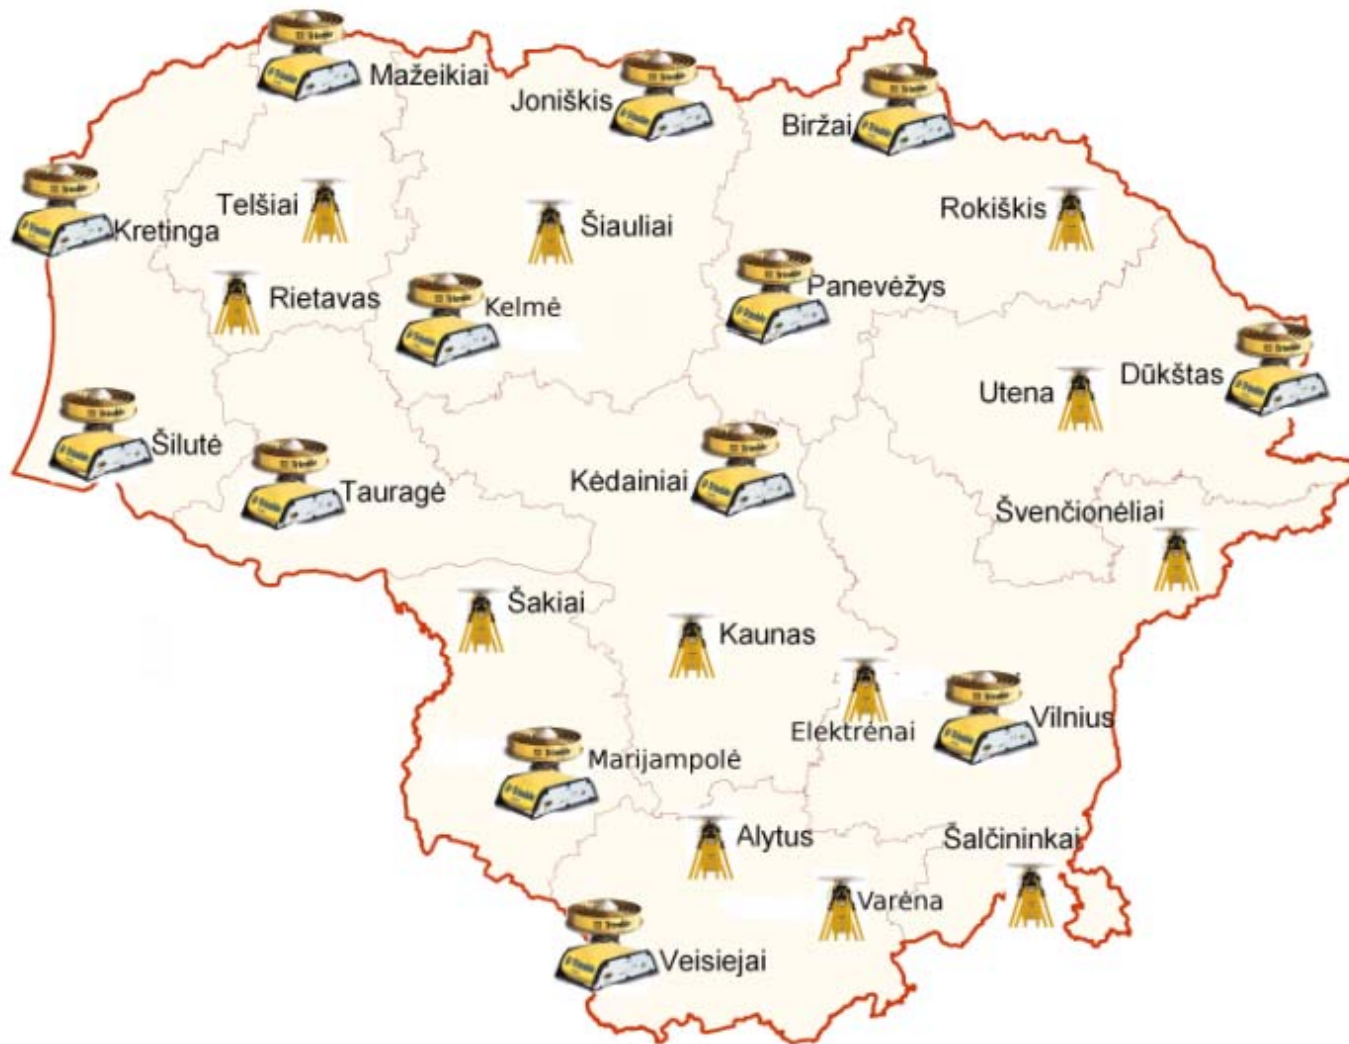 Mažeikiai
Joniškis
Biržai
Telšiai
Kretinga
Šiauliai
Rokiškis
Rietavas
Kelmė
Panevėžys
Utena
Dūkštas
Šilutė
Tauragė
Kėdainiai
Švenčionėliai
Šakiai
Kaunas
Elektrėnai
Vilnius
Marijampolė
Alytus
Šalčininkai
Varėna
Veisiejai